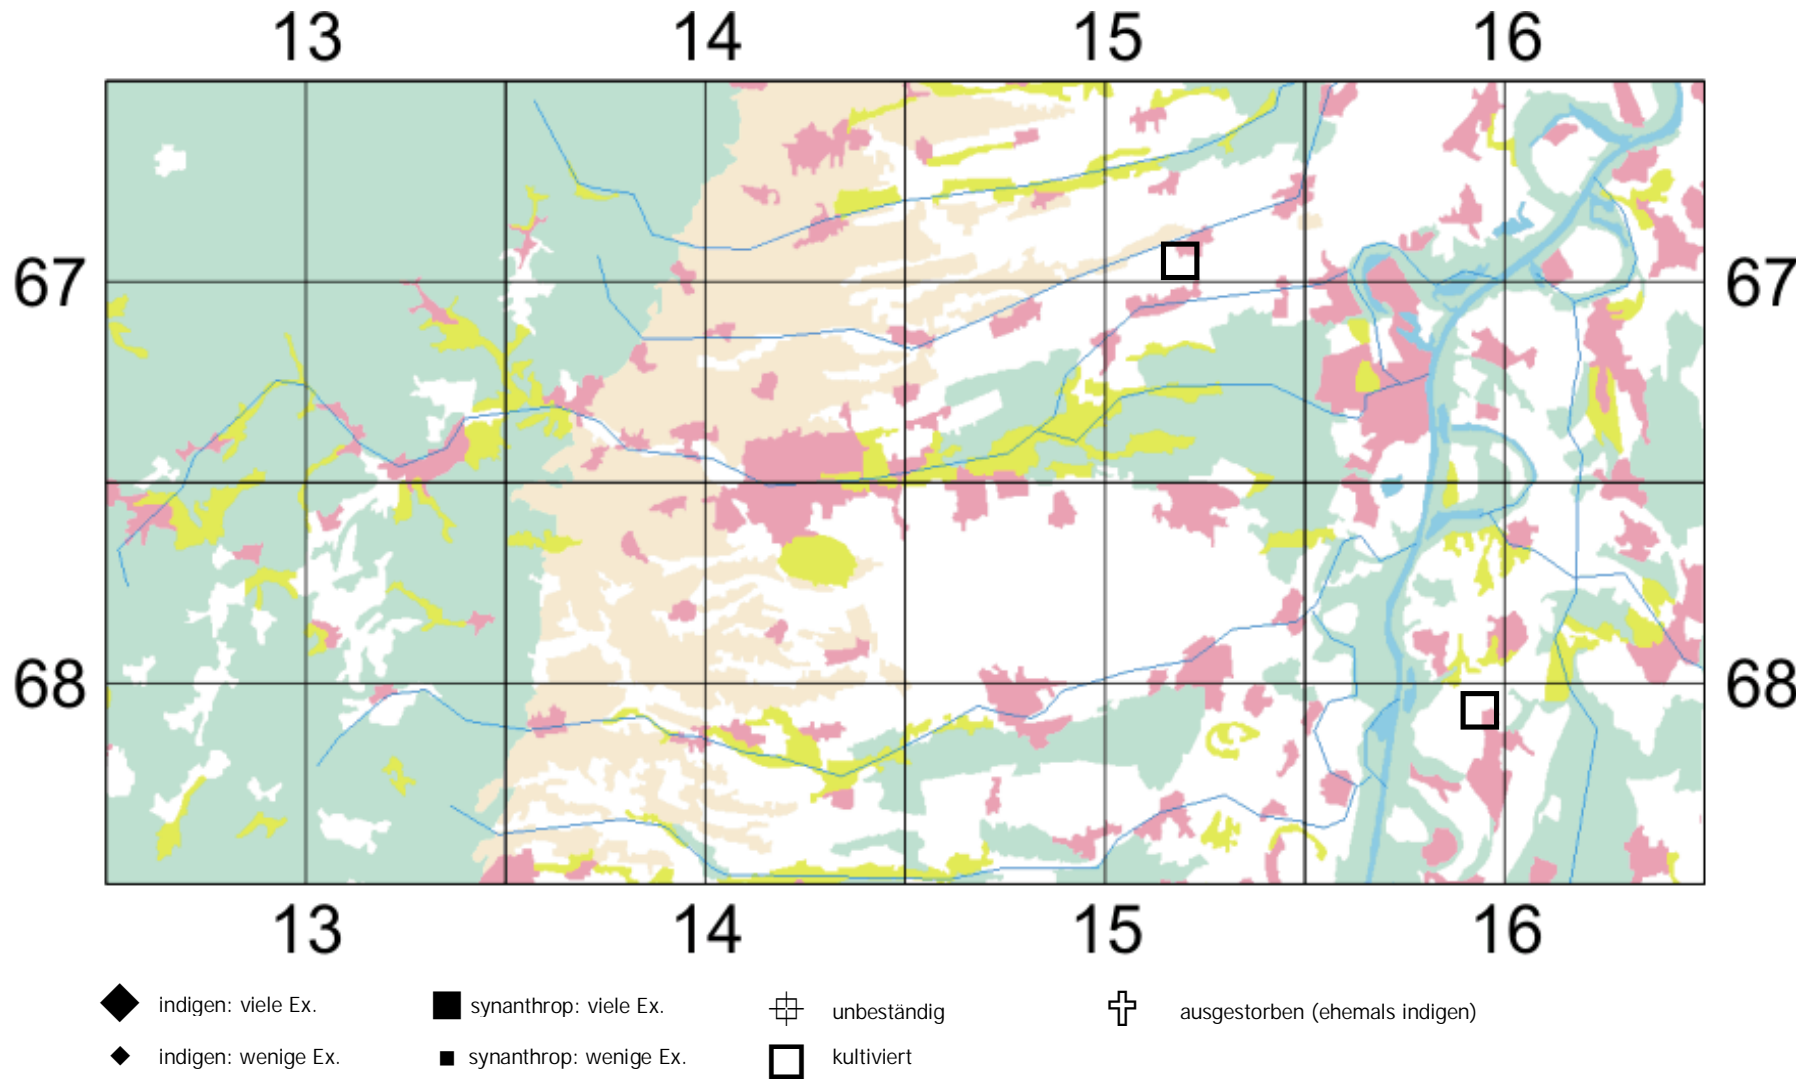 13 14 15 16
67 67
68 68
13 14 15 16
indigen: viele Ex. synanthrop: viele Ex. unbeständig ausgestorben (ehemals indigen)
indigen: wenige Ex. synanthrop: wenige Ex. kultiviert